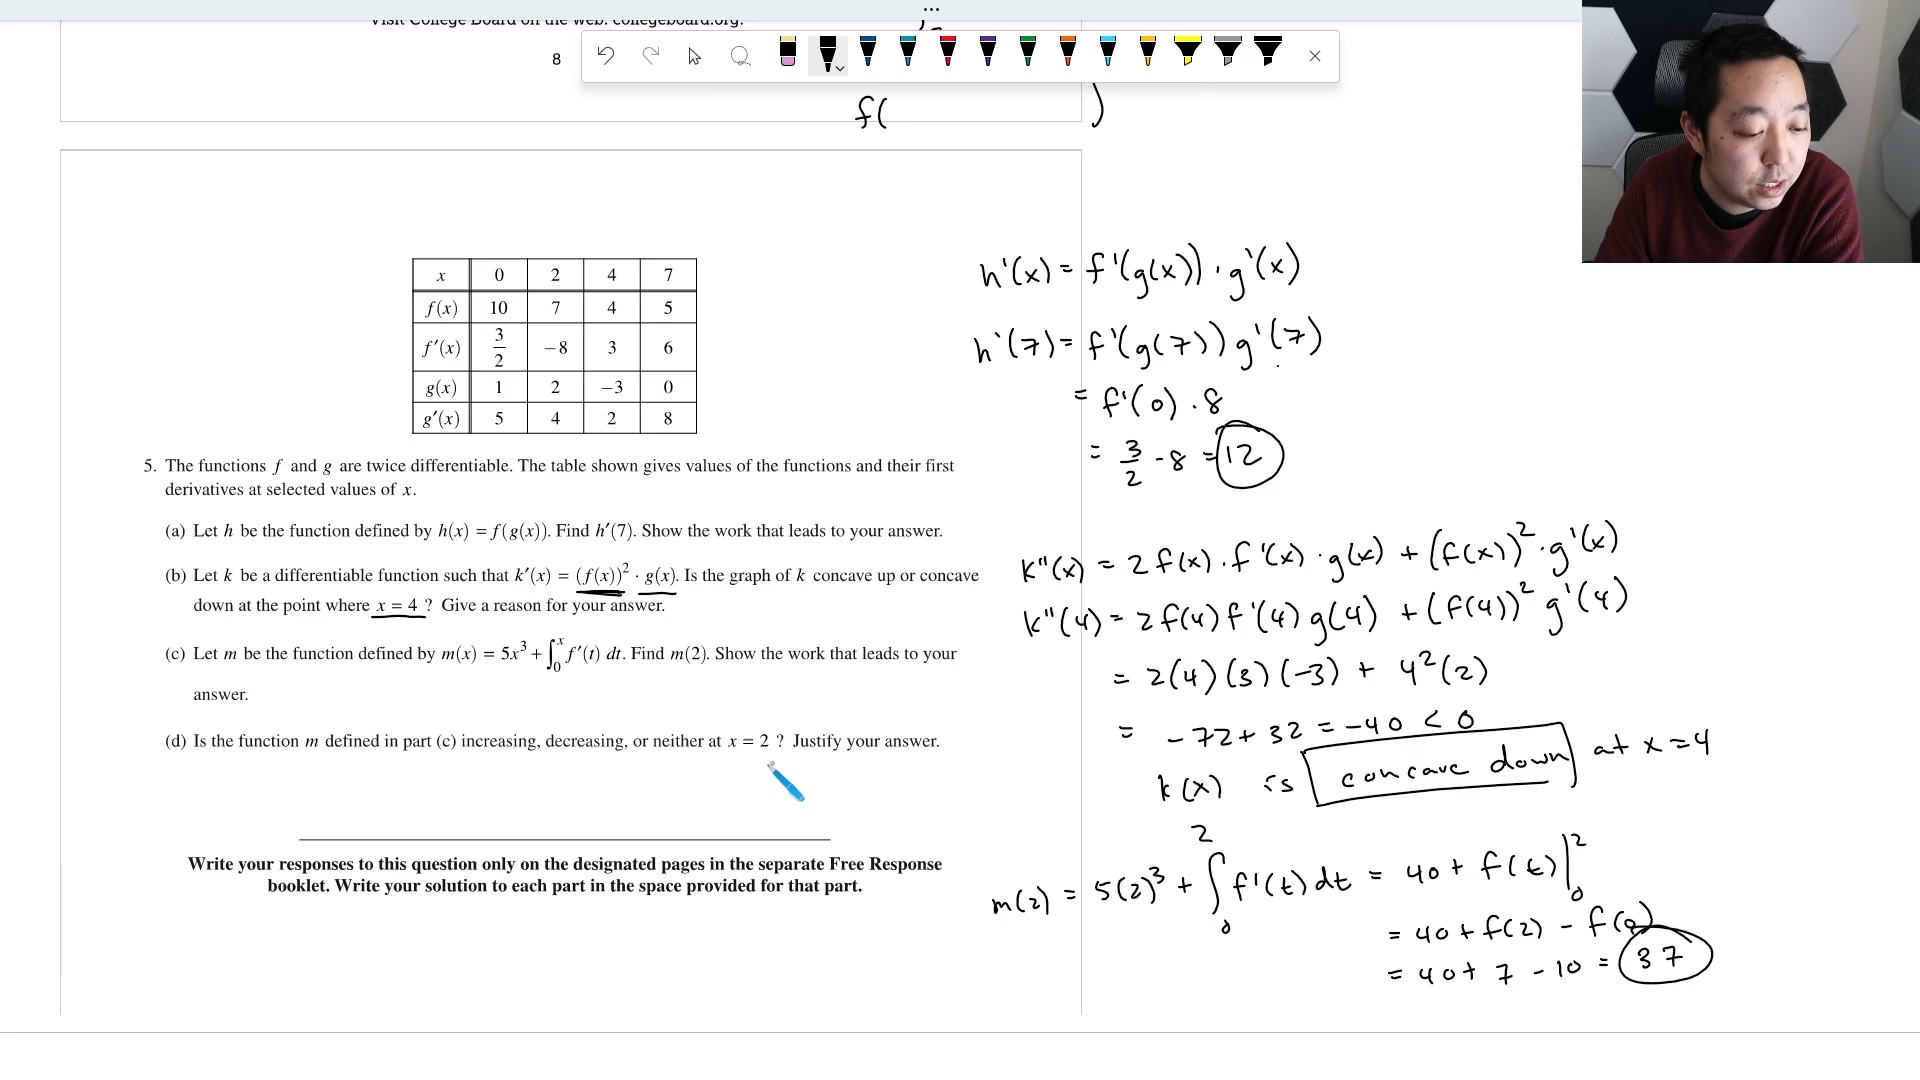 ...
Visit College Board on the web: collegeboard.org.
8
f( )
x 0 2 4 7
f(x) 10 7 4 5
f′(x) 3/2 −8 3 6
g(x) 1 2 −3 0
g′(x) 5 4 2 8
5. The functions f and g are twice differentiable. The table shown gives values of the functions and their first
derivatives at selected values of x.
(a) Let h be the function defined by h(x) = f(g(x)). Find h′(7). Show the work that leads to your answer.
(b) Let k be a differentiable function such that k′(x) = (f(x))² · g(x). Is the graph of k concave up or concave
down at the point where x = 4 ? Give a reason for your answer.
(c) Let m be the function defined by m(x) = 5x³ + ∫₀ˣ f′(t) dt. Find m(2). Show the work that leads to your
answer.
(d) Is the function m defined in part (c) increasing, decreasing, or neither at x = 2 ? Justify your answer.
Write your responses to this question only on the designated pages in the separate Free Response
booklet. Write your solution to each part in the space provided for that part.
h'(x) = f'(g(x)) · g'(x)
h'(7) = f'(g(7)) g'(7)
= f'(0) · 8
= 3/2 · 8 = 12
k''(x) = 2f(x) · f'(x) · g(x) + (f(x))² · g'(x)
k''(4) = 2f(4) f'(4) g(4) + (f(4))² g'(4)
= 2(4)(3)(-3) + 4²(2)
= -72 + 32 = -40 < 0
k(x) is concave down at x = 4
m(2) = 5(2)³ + ∫₀² f'(t) dt = 40 + f(t)|₀²
= 40 + f(2) - f(0)
= 40 + 7 - 10 = 37